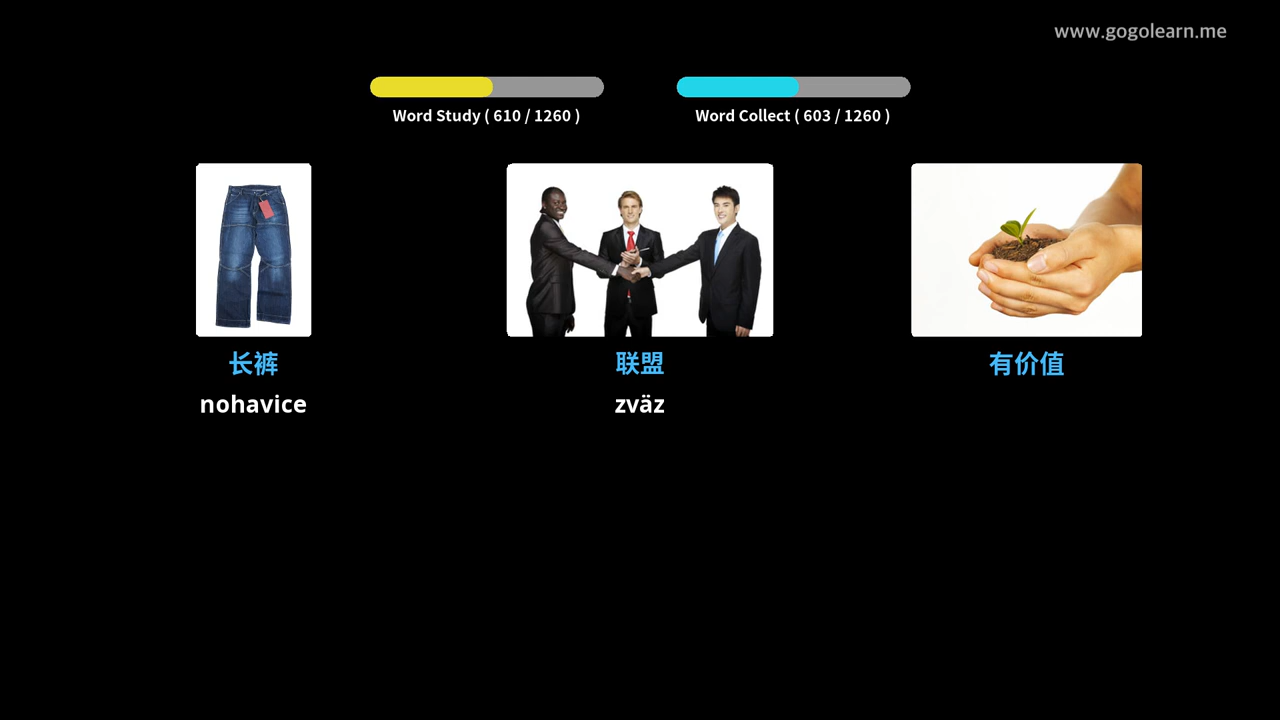 www.gogolearn.me
Word Study ( 610 / 1260 )
Word Collect ( 603 / 1260 )
长裤
联盟
有价值
nohavice
zväz